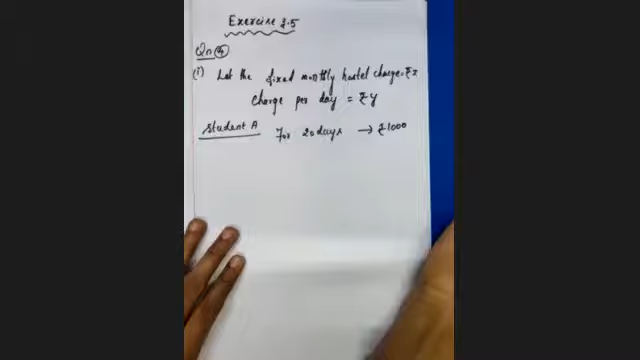 Exercise 3.5
Qn 4
(i) Let the fixed monthly hostel charge = ₹x
Charge per day = ₹y
Student A For 20 days → ₹1000